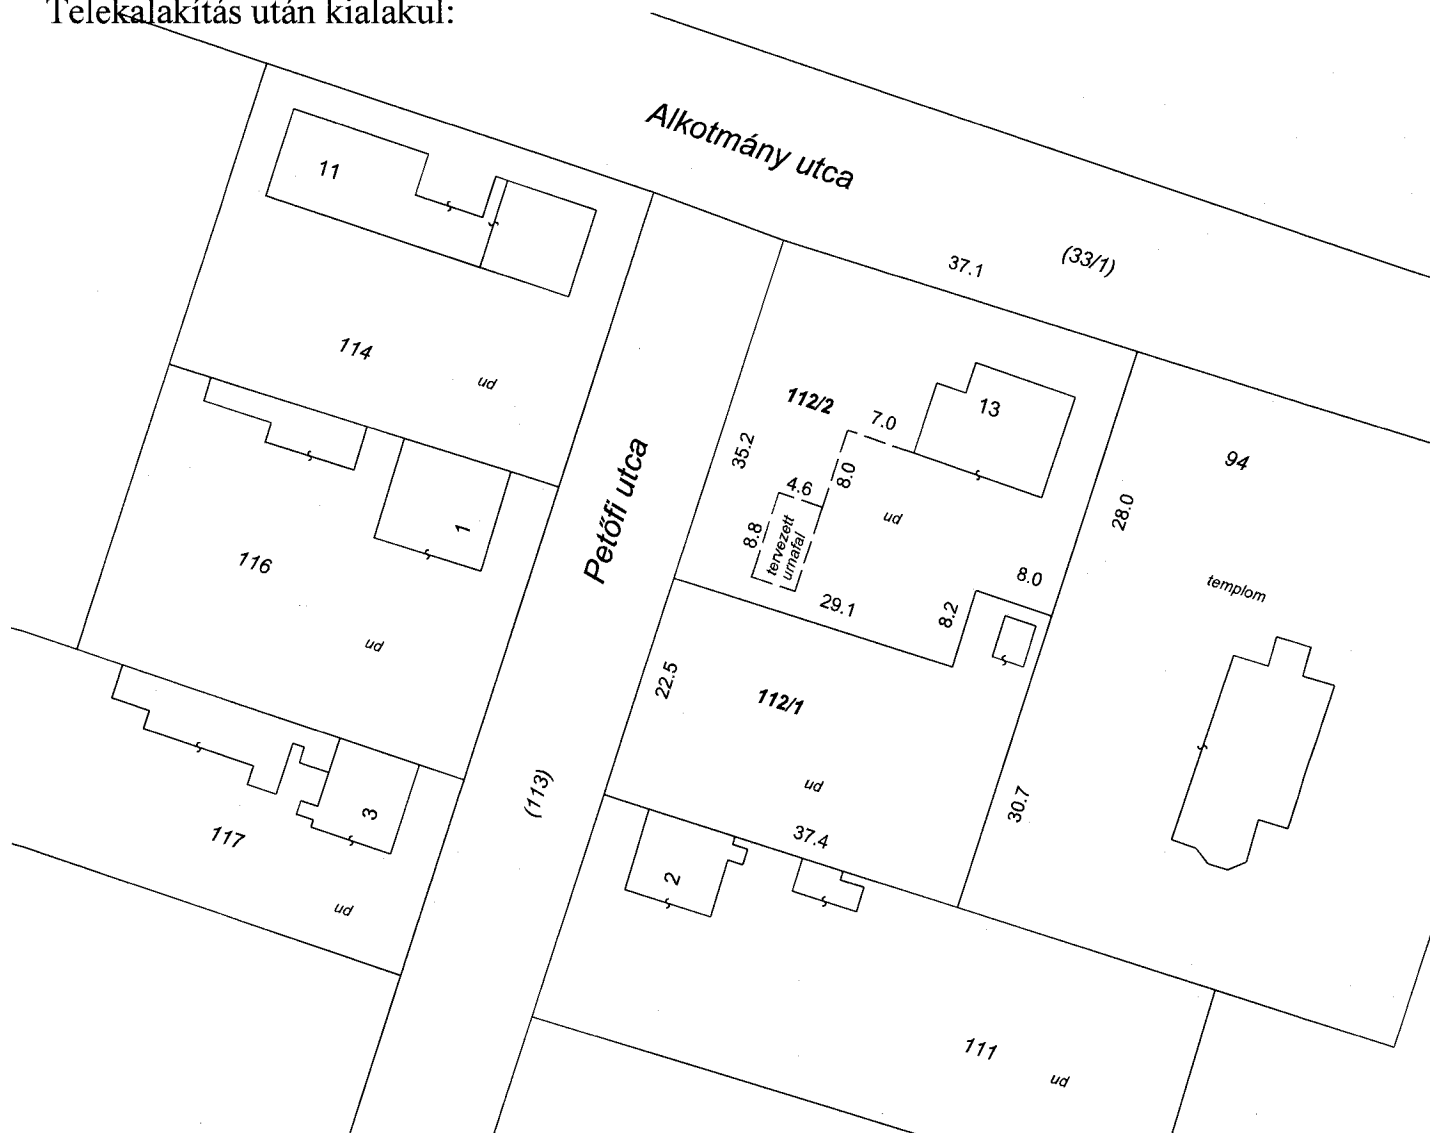 Telekalakítás után kialakul:
Alkotmány utca
(33/1)
37.1
11
114
ud
112/2
13
7.0
94
35.2
8.0
4.6
ud
28.0
Petőfi utca
1
8.8
tervezett
urnafal
116
8.0
templom
29.1
8.2
ud
22.5
112/1
ud
(113)
30.7
3
117
37.4
2
ud
111
ud